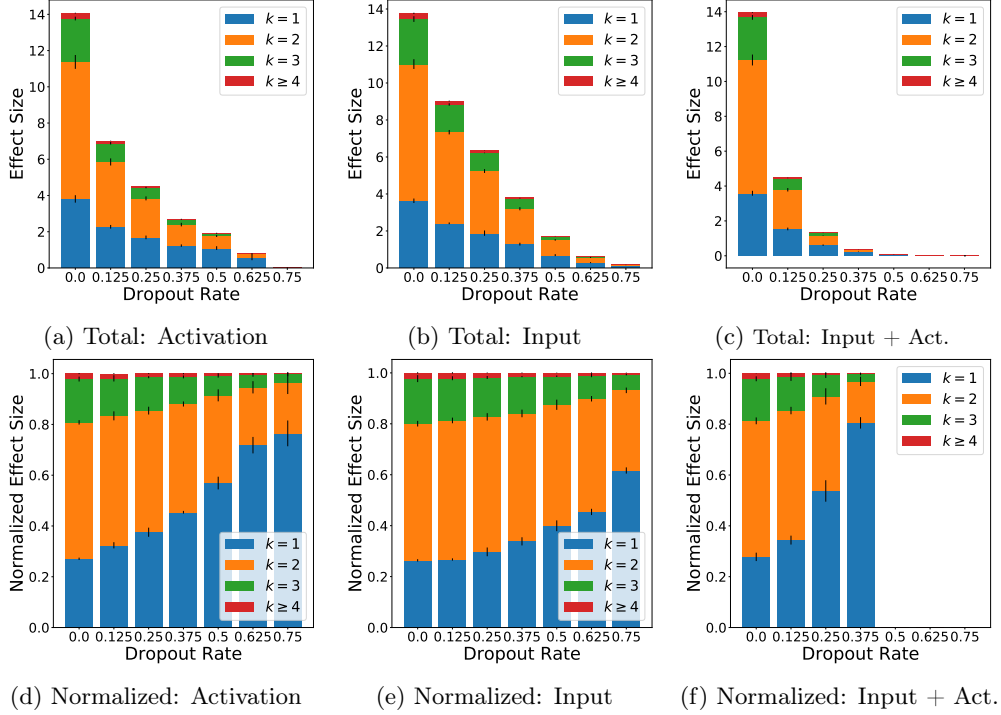 Effect Size
14
12
10
8
6
4
2
0
k = 1
k = 2
k = 3
k ≥ 4
0.0 0.125 0.25 0.375 0.5 0.625 0.75
Dropout Rate
(a) Total: Activation
Effect Size
14
12
10
8
6
4
2
0
k = 1
k = 2
k = 3
k ≥ 4
0.0 0.125 0.25 0.375 0.5 0.625 0.75
Dropout Rate
(b) Total: Input
Effect Size
14
12
10
8
6
4
2
0
k = 1
k = 2
k = 3
k ≥ 4
0.0 0.125 0.25 0.375 0.5 0.625 0.75
Dropout Rate
(c) Total: Input + Act.
Normalized Effect Size
1.0
0.8
0.6
0.4
0.2
0.0
k = 1
k = 2
k = 3
k ≥ 4
0.0 0.125 0.25 0.375 0.5 0.625 0.75
Dropout Rate
(d) Normalized: Activation
Normalized Effect Size
1.0
0.8
0.6
0.4
0.2
0.0
k = 1
k = 2
k = 3
k ≥ 4
0.0 0.125 0.25 0.375 0.5 0.625 0.75
Dropout Rate
(e) Normalized: Input
Normalized Effect Size
1.0
0.8
0.6
0.4
0.2
0.0
k = 1
k = 2
k = 3
k ≥ 4
0.0 0.125 0.25 0.375 0.5 0.625 0.75
Dropout Rate
(f) Normalized: Input + Act.